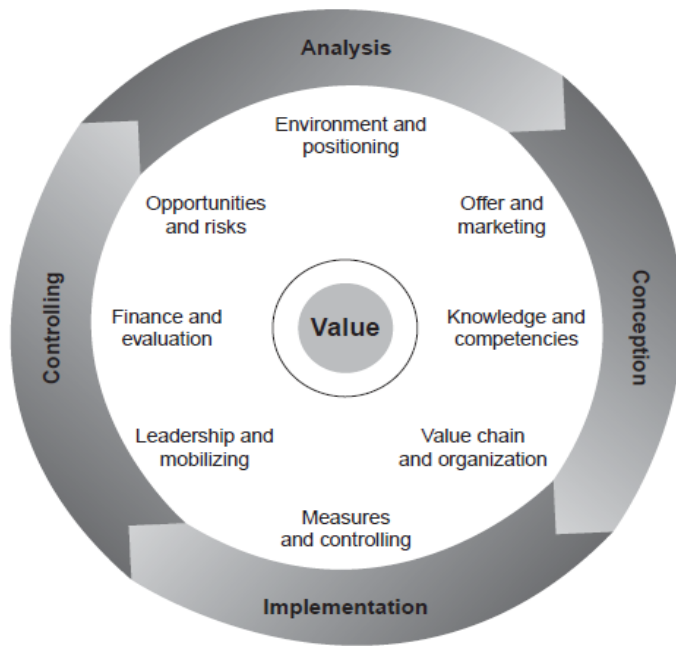 Analysis
Environment and
positioning
Opportunities
and risks
Offer and
marketing
Controlling
Finance and
evaluation
Value
Knowledge and
competencies
Conception
Leadership and
mobilizing
Value chain
and organization
Measures
and controlling
Implementation